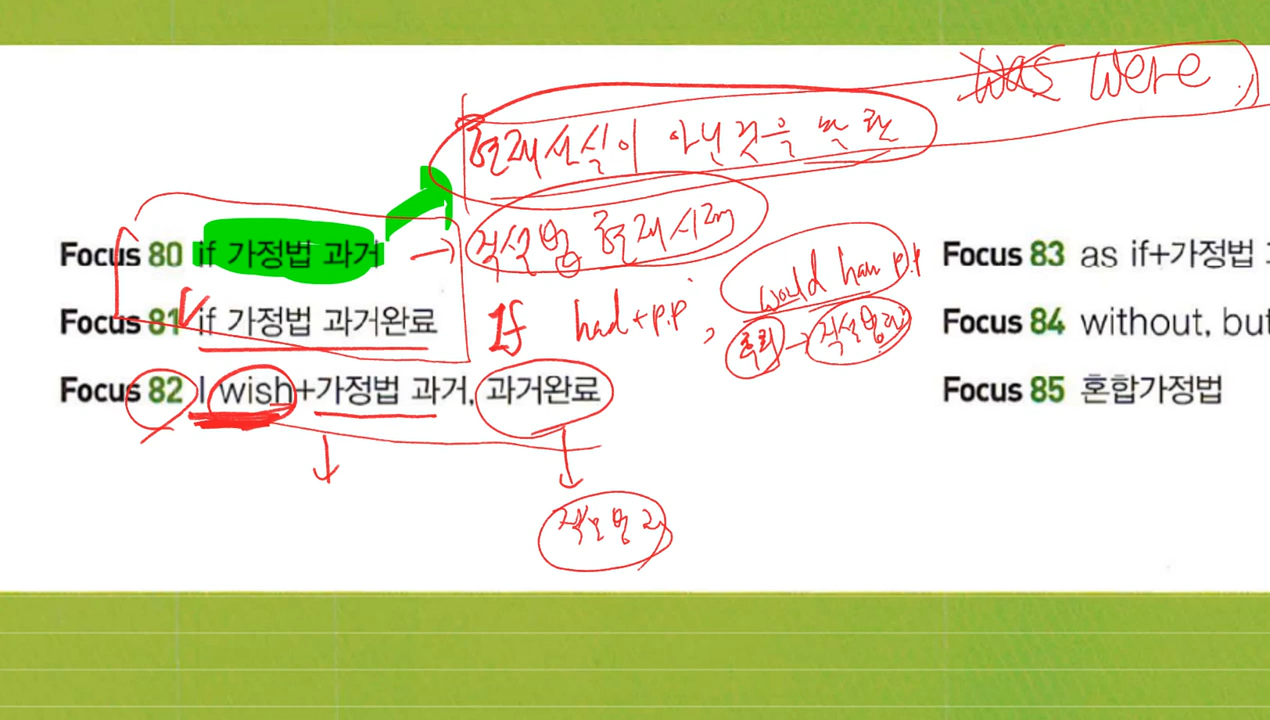 was were,
현재사실이 아닌것을 표현
Focus 80 if 가정법 과거 → 직설법 현재시제
Focus 81 if 가정법 과거완료
If had+p.p, would have p.p
후회 → 직설법 과거
Focus 82 I wish+가정법 과거, 과거완료
직설법 과
Focus 83 as if+가정법
Focus 84 without, but
Focus 85 혼합가정법